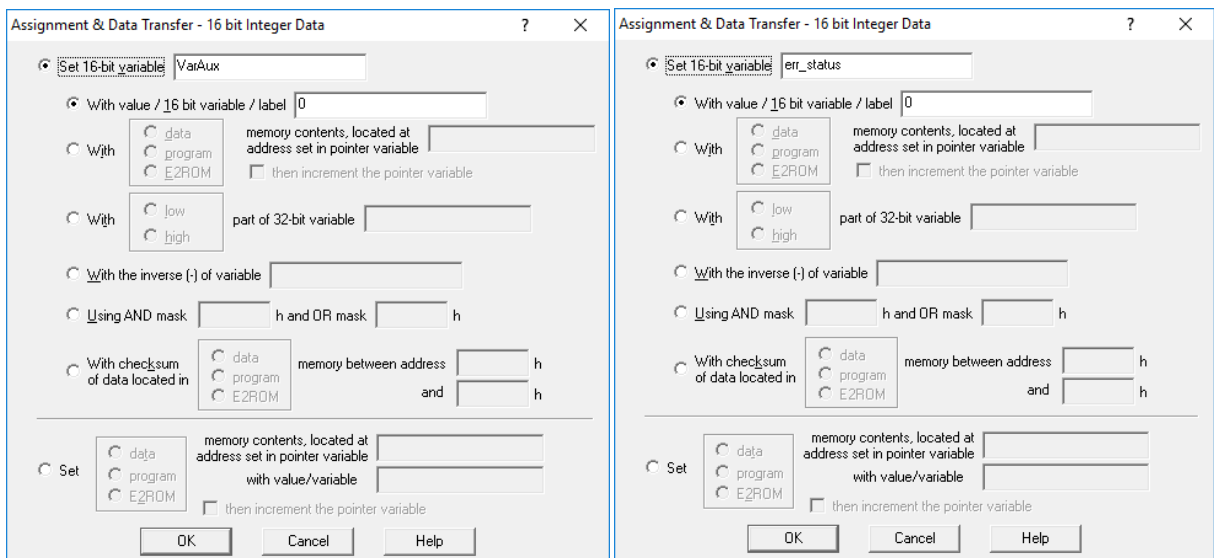 Assignment & Data Transfer - 16 bit Integer Data ? ×
Set 16-bit variable VarAux
With value / 16 bit variable / label 0
With
data
program
E2ROM
memory contents, located at
address set in pointer variable
then increment the pointer variable
With
low
high
part of 32-bit variable
With the inverse (-) of variable
Using AND mask h and OR mask h
With checksum
of data located in
data
program
E2ROM
memory between address h
and h
Set
data
program
E2ROM
memory contents, located at
address set in pointer variable
with value/variable
then increment the pointer variable
OK Cancel Help
Assignment & Data Transfer - 16 bit Integer Data ? ×
Set 16-bit variable err_status
With value / 16 bit variable / label 0
With
data
program
E2ROM
memory contents, located at
address set in pointer variable
then increment the pointer variable
With
low
high
part of 32-bit variable
With the inverse (-) of variable
Using AND mask h and OR mask h
With checksum
of data located in
data
program
E2ROM
memory between address h
and h
Set
data
program
E2ROM
memory contents, located at
address set in pointer variable
with value/variable
then increment the pointer variable
OK Cancel Help